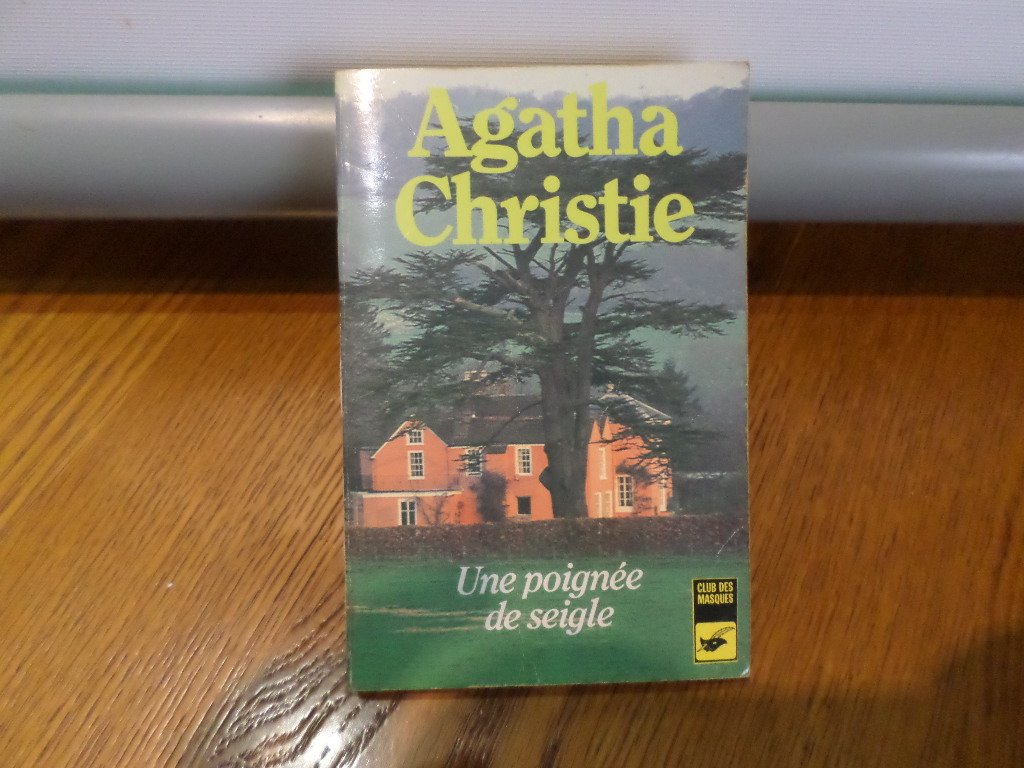 Agatha
Christie
Une poignée
de seigle
CLUB DES
MASQUES